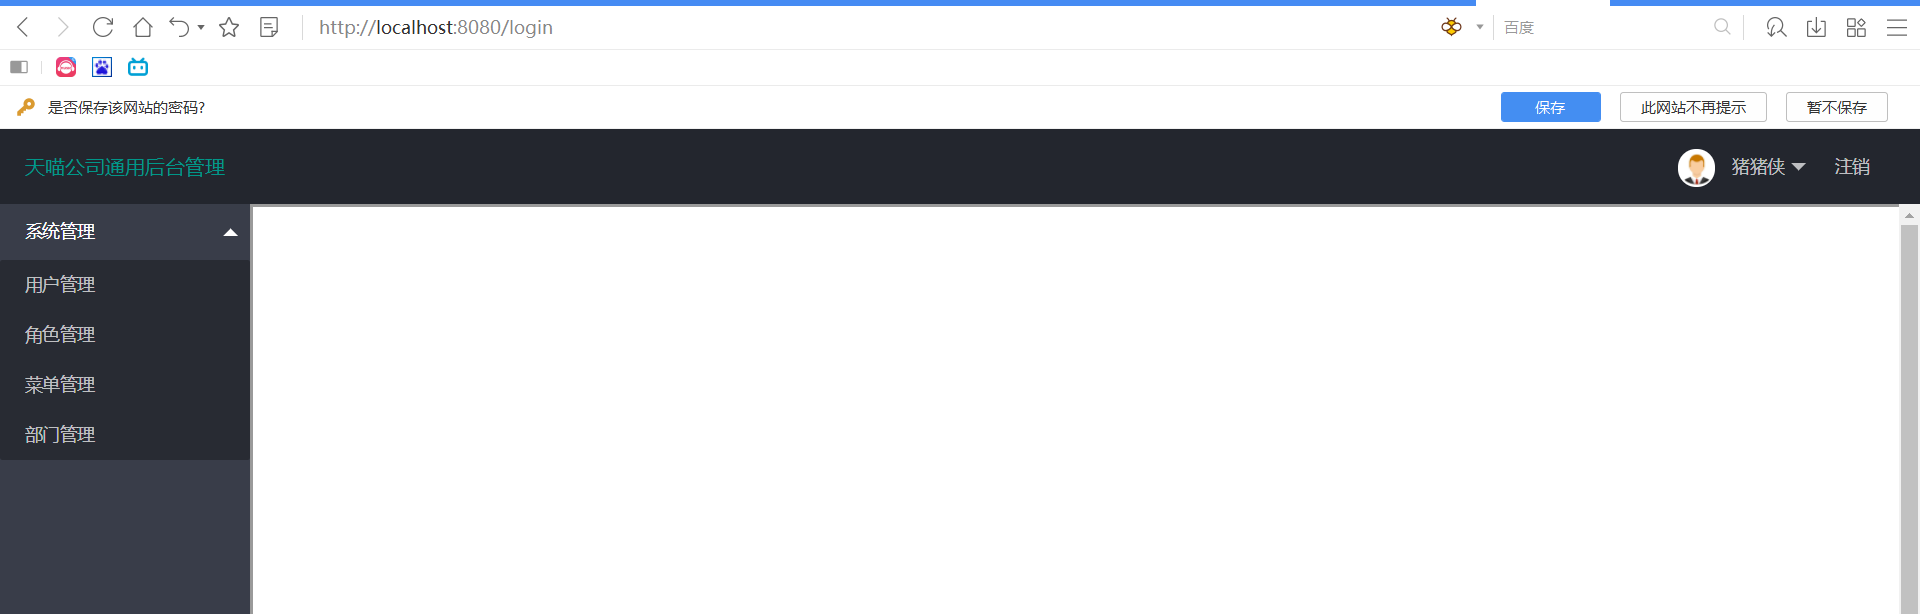 http://localhost:8080/login
百度
是否保存该网站的密码?
保存
此网站不再提示
暂不保存
天喵公司通用后台管理
猪猪侠
注销
系统管理
用户管理
角色管理
菜单管理
部门管理